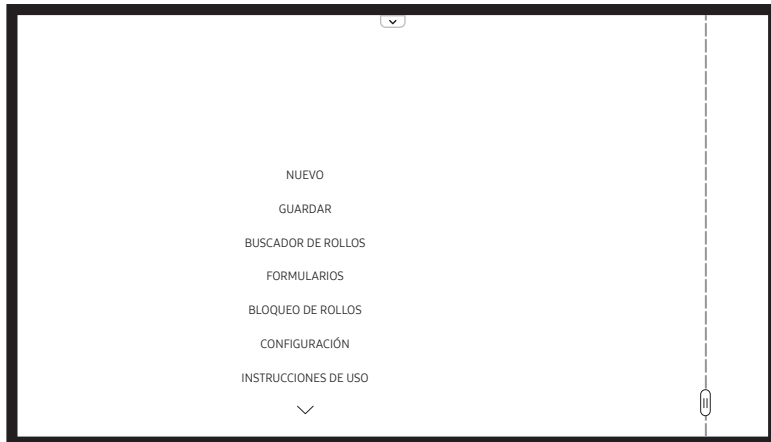 NUEVO
GUARDAR
BUSCADOR DE ROLLOS
FORMULARIOS
BLOQUEO DE ROLLOS
CONFIGURACIÓN
INSTRUCCIONES DE USO